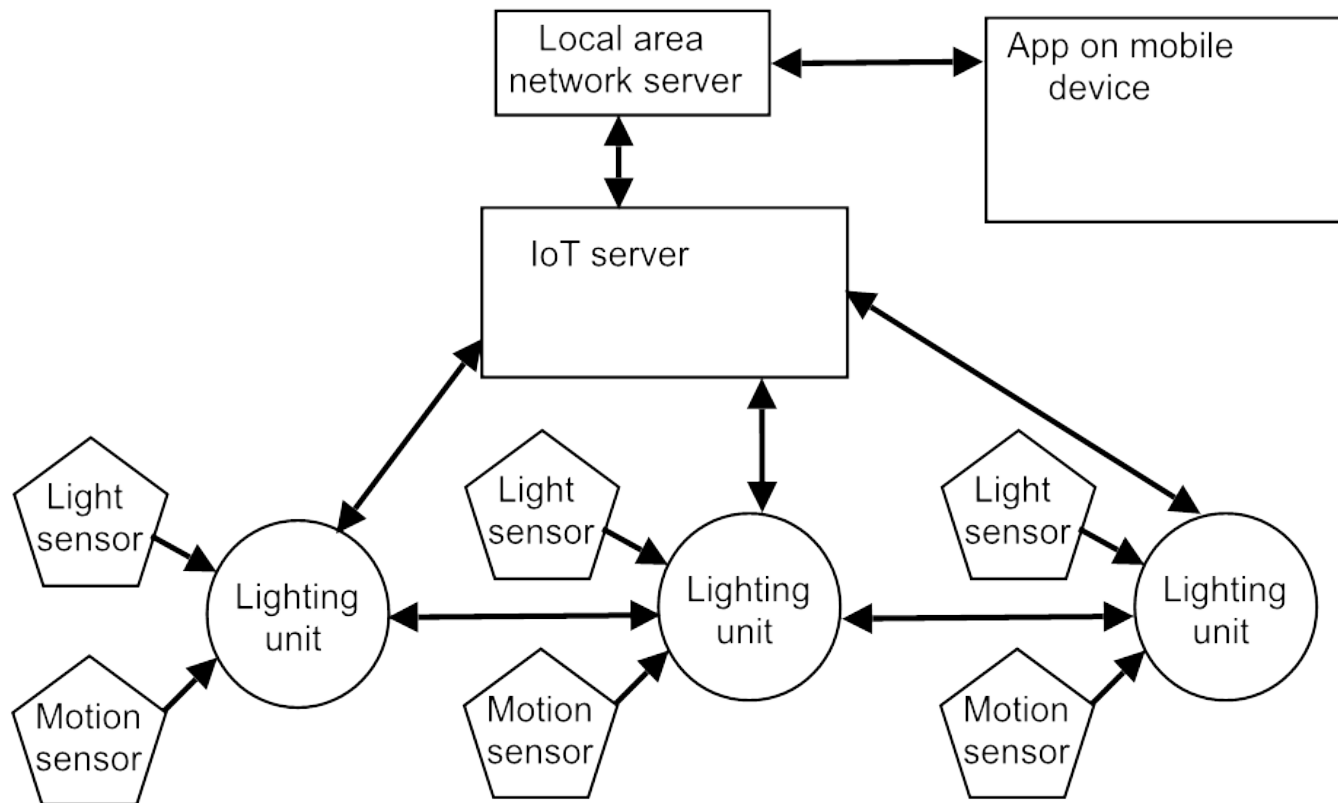 Local area
network server
App on mobile
device
IoT server
Light
sensor
Light
sensor
Light
sensor
Lighting
unit
Lighting
unit
Lighting
unit
Motion
sensor
Motion
sensor
Motion
sensor